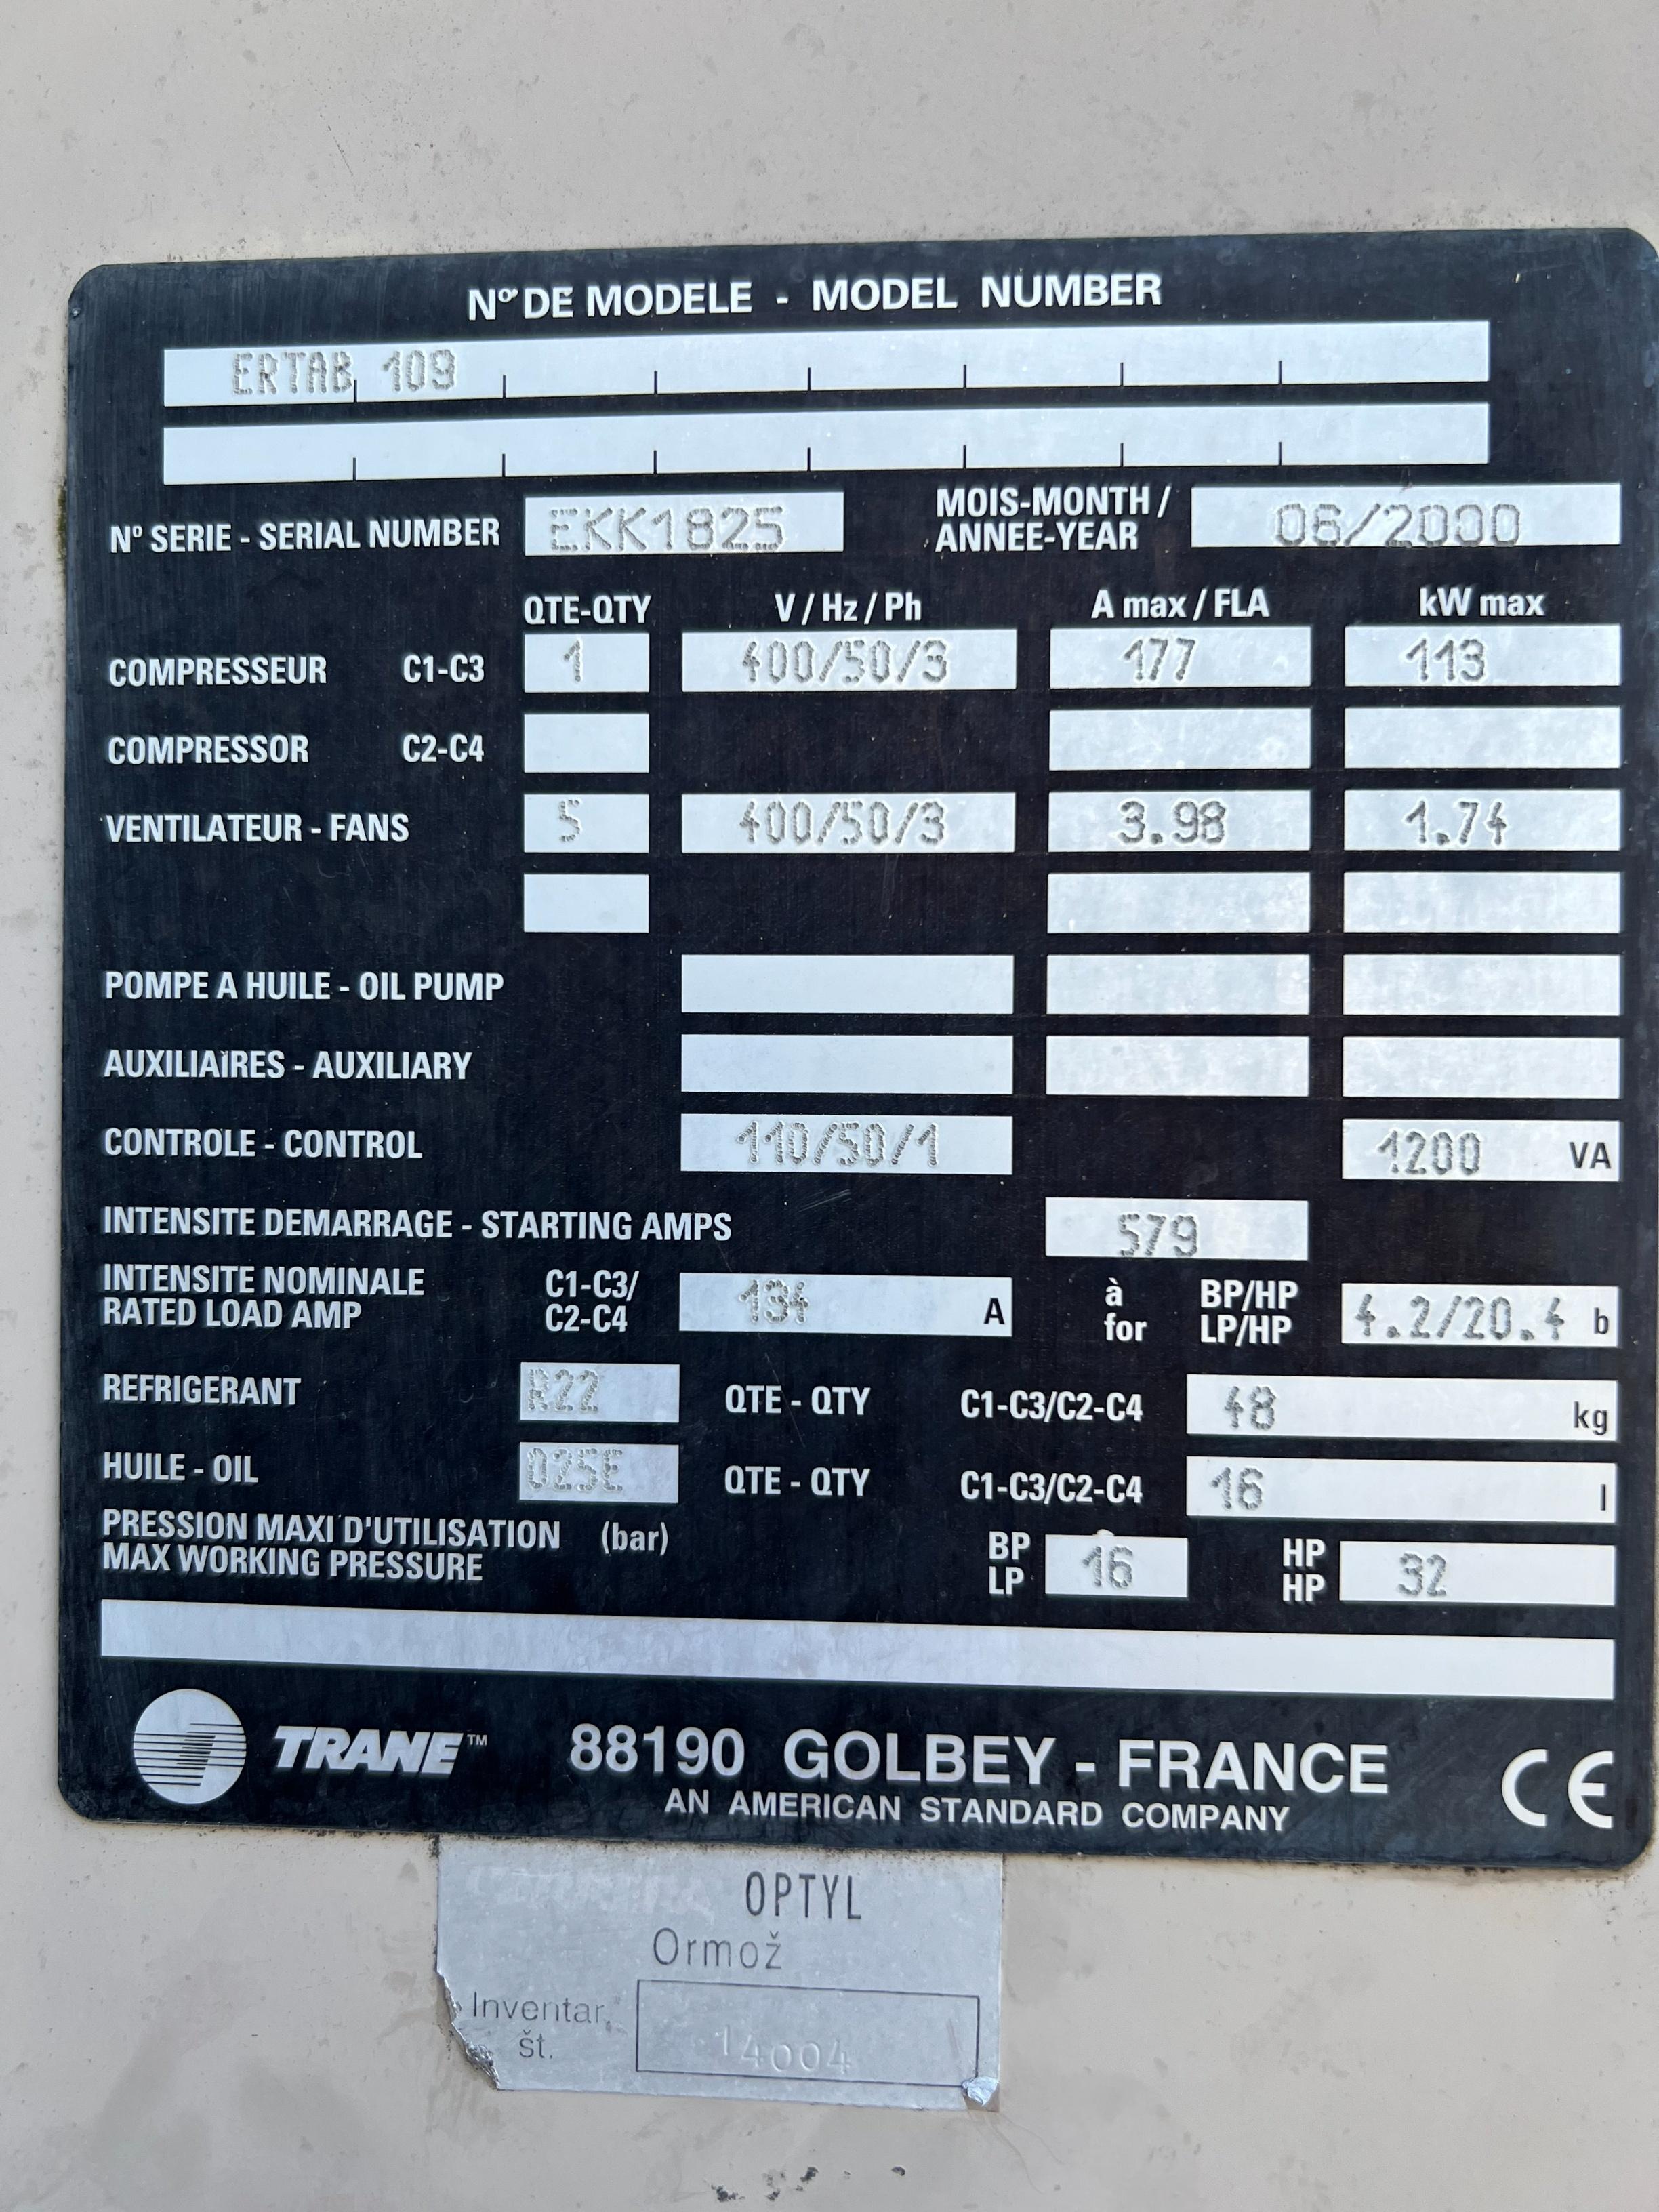 Nº DE MODELE - MODEL NUMBER
ERTAB 109
Nº SERIE - SERIAL NUMBER EKK1825 MOIS-MONTH / ANNEE-YEAR 06/2000
QTE-QTY V / Hz / Ph A max / FLA kW max
COMPRESSEUR C1-C3 1 400/50/3 177 113
COMPRESSOR C2-C4
VENTILATEUR - FANS 5 400/50/3 3.98 1.74
POMPE A HUILE - OIL PUMP
AUXILIAIRES - AUXILIARY
CONTROLE - CONTROL 110/50/1 1200 VA
INTENSITE DEMARRAGE - STARTING AMPS 579
INTENSITE NOMINALE C1-C3/ 134 A à BP/HP 4.2/20.4 b
RATED LOAD AMP C2-C4 for LP/HP
REFRIGERANT R22 QTE - QTY C1-C3/C2-C4 48 kg
HUILE - OIL 025E QTE - QTY C1-C3/C2-C4 16 l
PRESSION MAXI D'UTILISATION (bar) BP 16 HP 32
MAX WORKING PRESSURE LP HP
TRANE™ 88190 GOLBEY - FRANCE CE
AN AMERICAN STANDARD COMPANY
OPTYL
Ormož
Inventar.
št. 14004